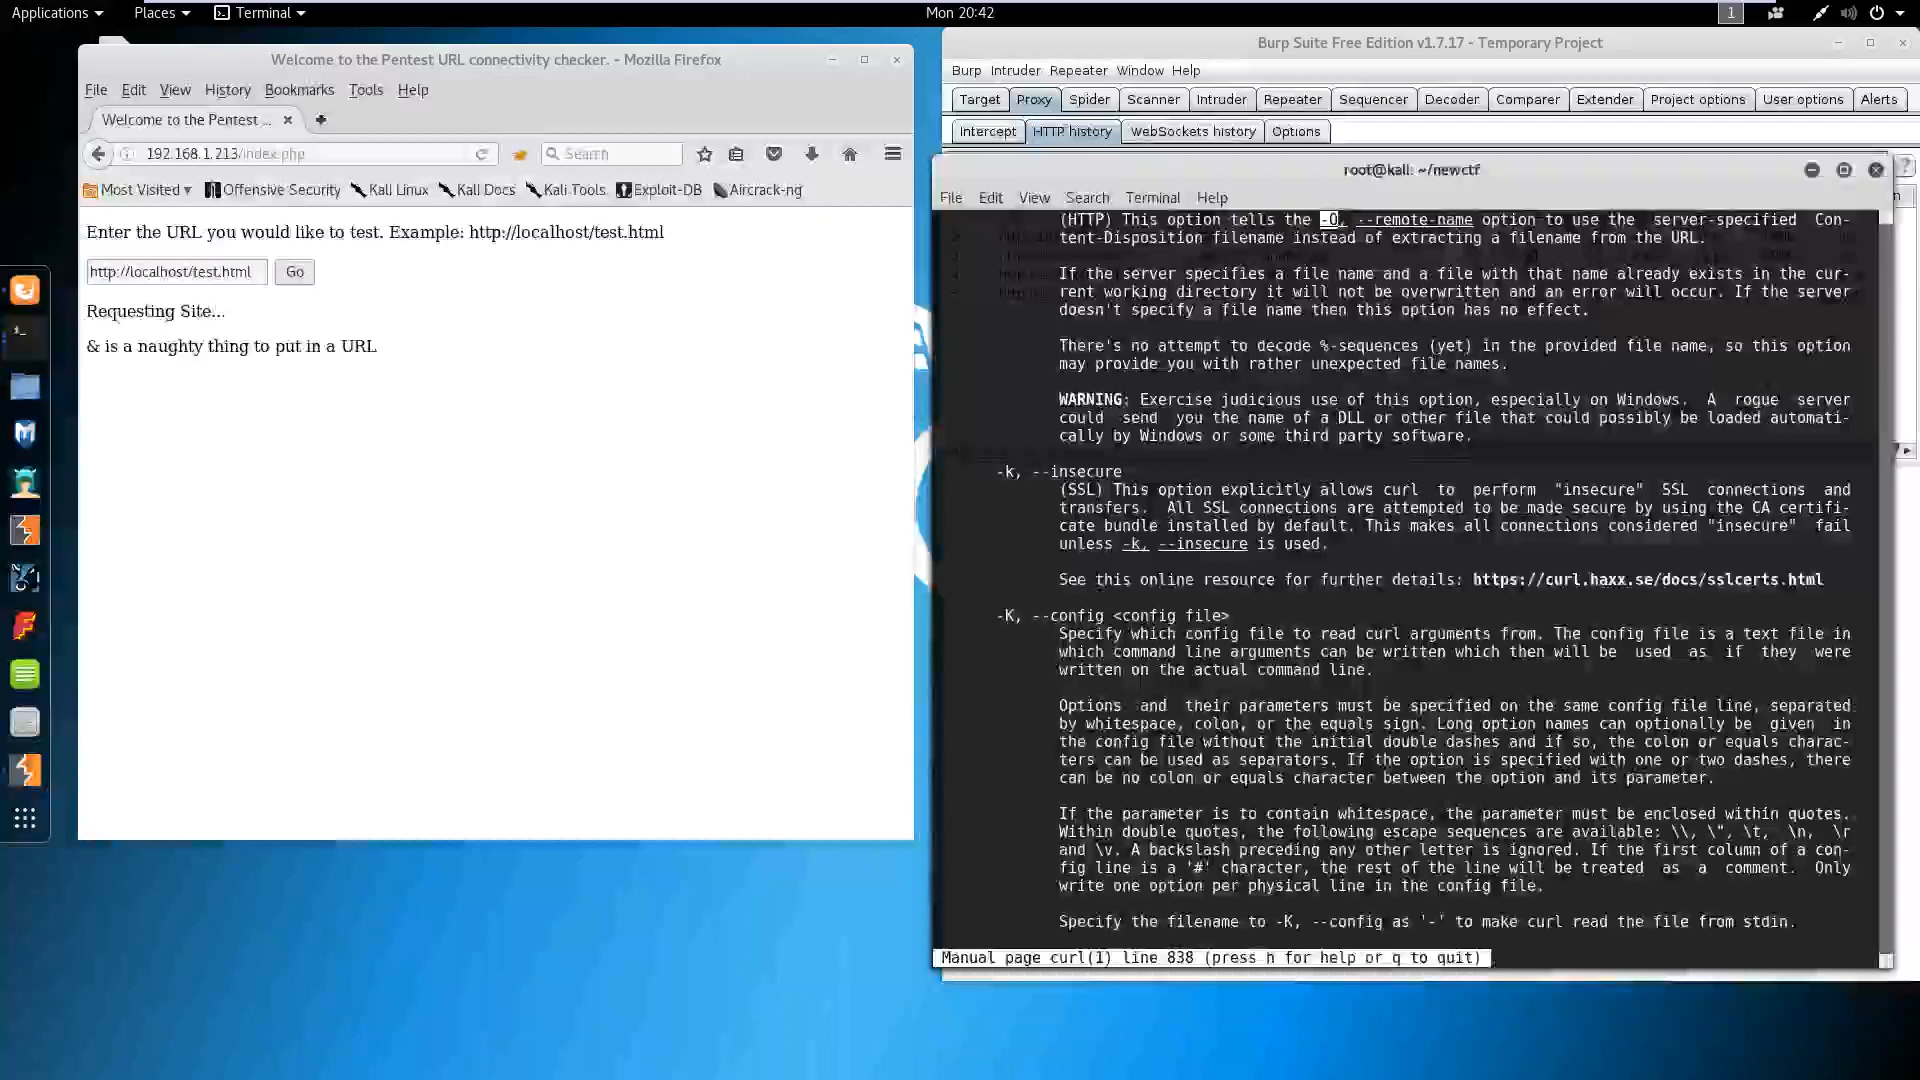 Applications Places Terminal Mon 20:42 1
Welcome to the Pentest URL connectivity checker. - Mozilla Firefox
File Edit View History Bookmarks Tools Help
Welcome to the Pentest ...
192.168.1.213/index.php Search
Most Visited Offensive Security Kali Linux Kali Docs Kali Tools Exploit-DB Aircrack-ng
Enter the URL you would like to test. Example: http://localhost/test.html
http://localhost/test.html Go
Requesting Site...
& is a naughty thing to put in a URL
Burp Suite Free Edition v1.7.17 - Temporary Project
Burp Intruder Repeater Window Help
Target Proxy Spider Scanner Intruder Repeater Sequencer Decoder Comparer Extender Project options User options Alerts
Intercept HTTP history WebSockets history Options
?
root@kali: ~/newctf
File Edit View Search Terminal Help
(HTTP) This option tells the -O, --remote-name option to use the server-specified Con-
tent-Disposition filename instead of extracting a filename from the URL.
If the server specifies a file name and a file with that name already exists in the cur-
rent working directory it will not be overwritten and an error will occur. If the server
doesn't specify a file name then this option has no effect.
There's no attempt to decode %-sequences (yet) in the provided file name, so this option
may provide you with rather unexpected file names.
WARNING: Exercise judicious use of this option, especially on Windows. A rogue server
could send you the name of a DLL or other file that could possibly be loaded automati-
cally by Windows or some third party software.
-k, --insecure
(SSL) This option explicitly allows curl to perform "insecure" SSL connections and
transfers. All SSL connections are attempted to be made secure by using the CA certifi-
cate bundle installed by default. This makes all connections considered "insecure" fail
unless -k, --insecure is used.
See this online resource for further details: https://curl.haxx.se/docs/sslcerts.html
-K, --config <config file>
Specify which config file to read curl arguments from. The config file is a text file in
which command line arguments can be written which then will be used as if they were
written on the actual command line.
Options and their parameters must be specified on the same config file line, separated
by whitespace, colon, or the equals sign. Long option names can optionally be given in
the config file without the initial double dashes and if so, the colon or equals charac-
ters can be used as separators. If the option is specified with one or two dashes, there
can be no colon or equals character between the option and its parameter.
If the parameter is to contain whitespace, the parameter must be enclosed within quotes.
Within double quotes, the following escape sequences are available: \\, \", \t, \n, \r
and \v. A backslash preceding any other letter is ignored. If the first column of a con-
fig line is a '#' character, the rest of the line will be treated as a comment. Only
write one option per physical line in the config file.
Specify the filename to -K, --config as '-' to make curl read the file from stdin.
Manual page curl(1) line 838 (press h for help or q to quit)